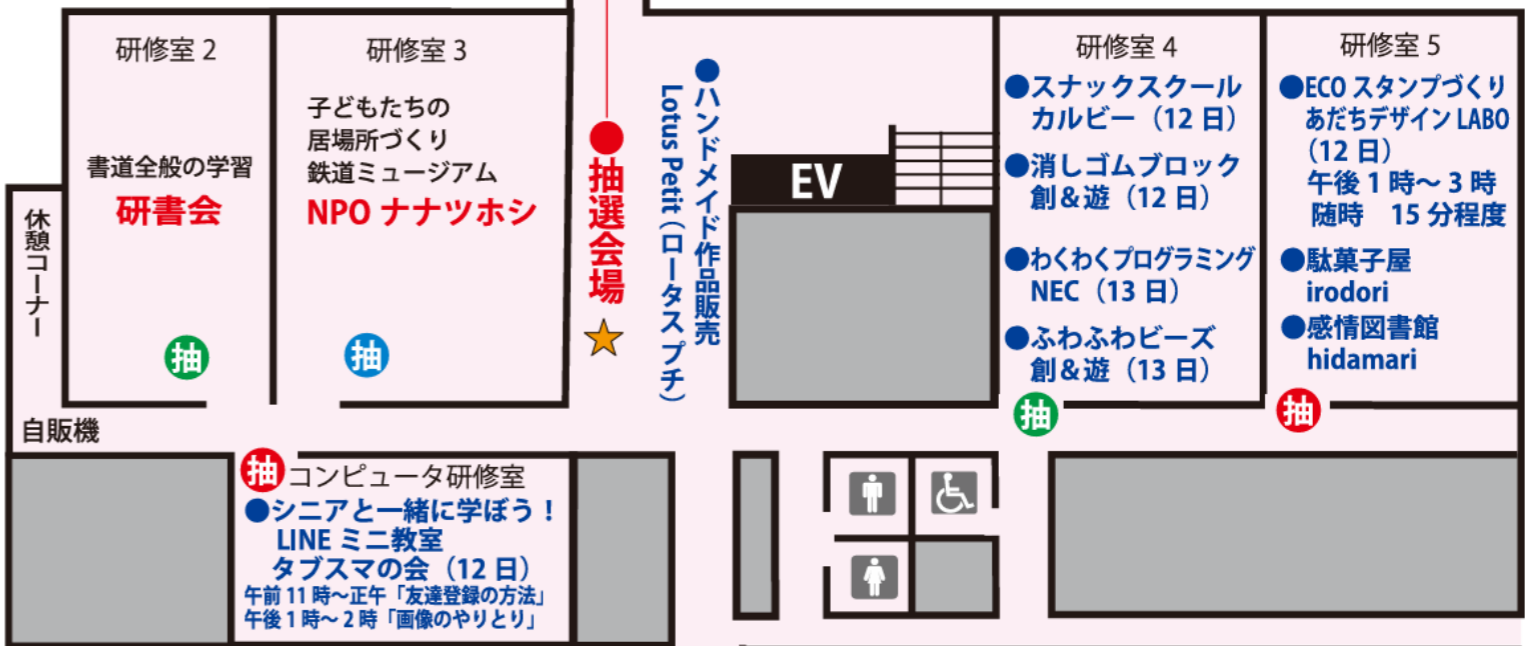 研修室 2
書道全般の学習
研書会
抽
研修室 3
子どもたちの
居場所づくり
鉄道ミュージアム
NPO ナナツホシ
抽
休憩コーナー
自販機
●抽選会場
●ハンドメイド作品販売
Lotus Petit（ロータス プチ）
EV
研修室 4
●スナックスクール
カルビー（12 日）
●消しゴムブロック
創＆遊（12 日）
●わくわくプログラミング
NEC（13 日）
●ふわふわビーズ
創＆遊（13 日）
抽
研修室 5
●ECO スタンプづくり
あだちデザイン LABO
（12 日）
午後 1 時～ 3 時
随時　15 分程度
●駄菓子屋
irodori
●感情図書館
hidamari
抽
抽 コンピュータ研修室
●シニアと一緒に学ぼう！
LINE ミニ教室
タブスマの会（12 日）
午前 11 時～正午「友達登録の方法」
午後 1 時～ 2 時「画像のやりとり」